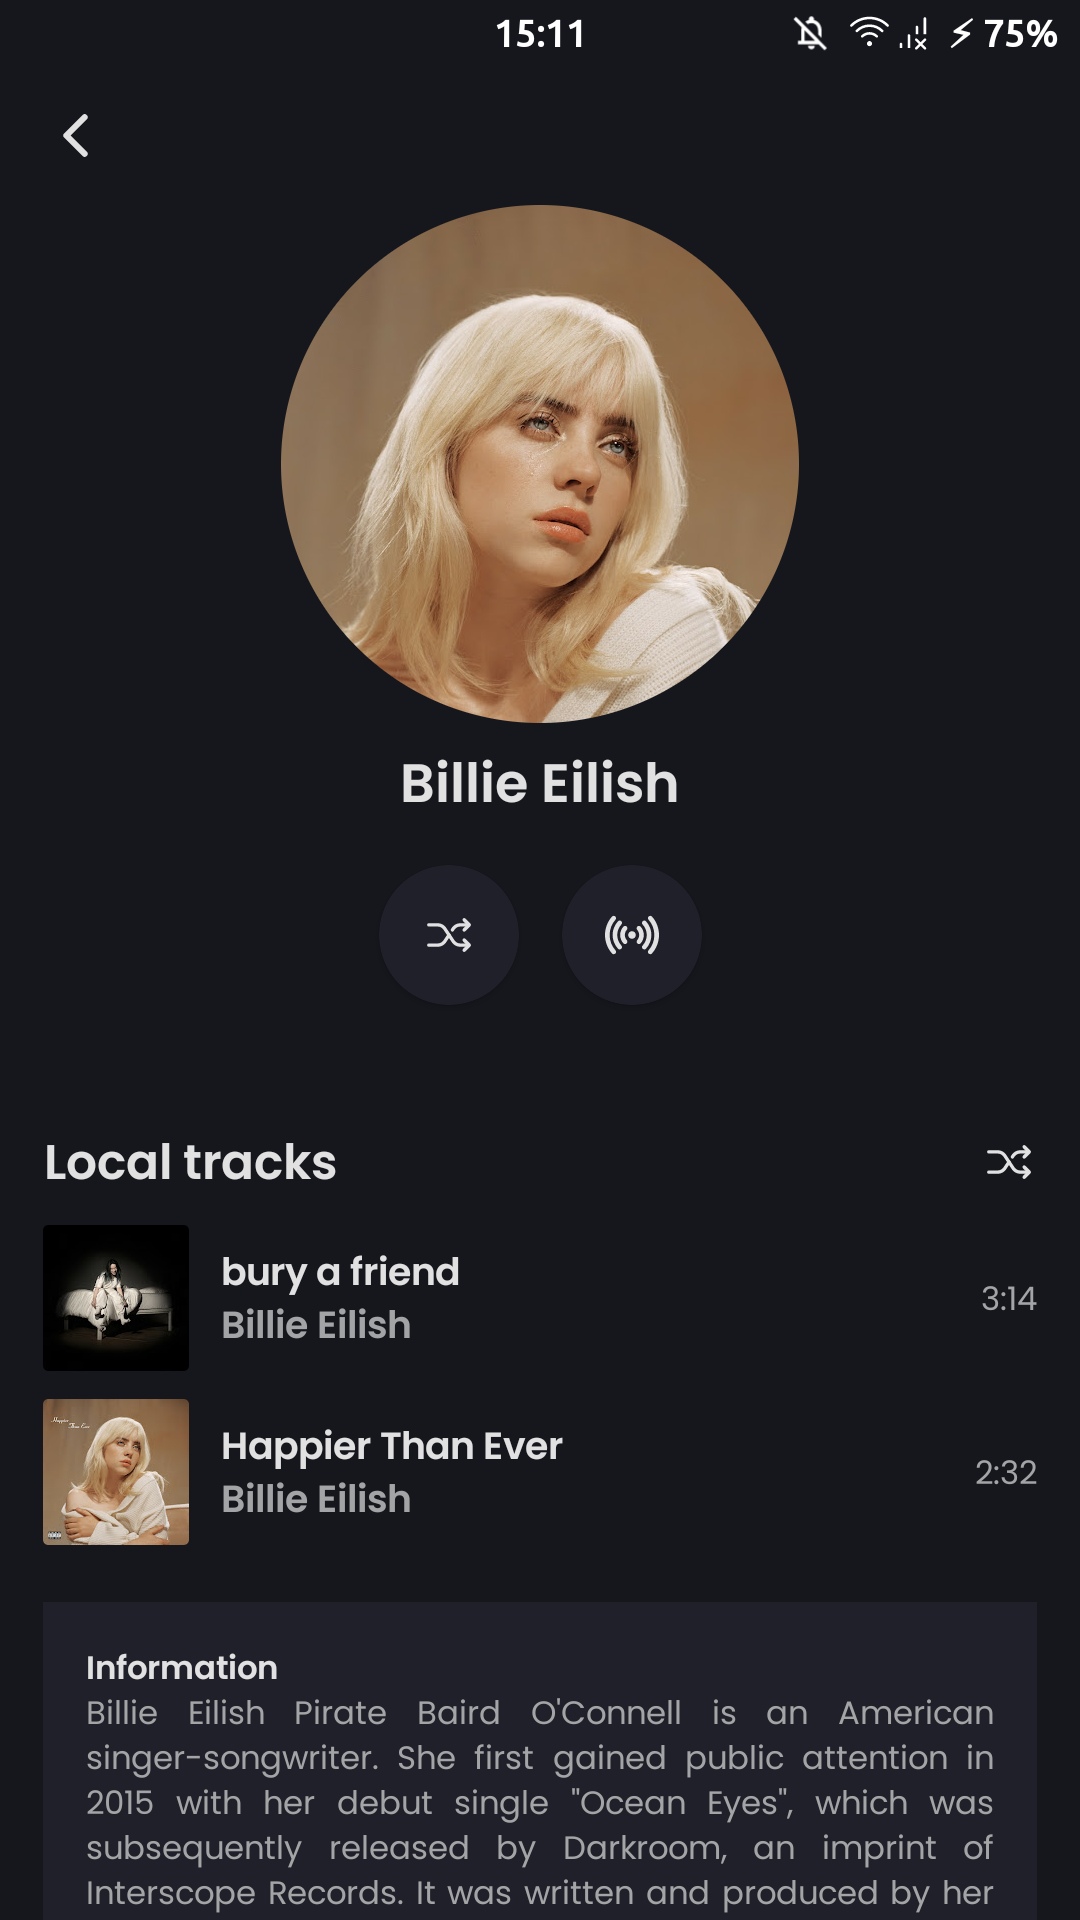 15:11
75%
Billie Eilish
Local tracks
bury a friend
Billie Eilish
3:14
Happier Than Ever
Billie Eilish
2:32
Information
Billie Eilish Pirate Baird O'Connell is an American
singer-songwriter. She first gained public attention in
2015 with her debut single "Ocean Eyes", which was
subsequently released by Darkroom, an imprint of
Interscope Records. It was written and produced by her